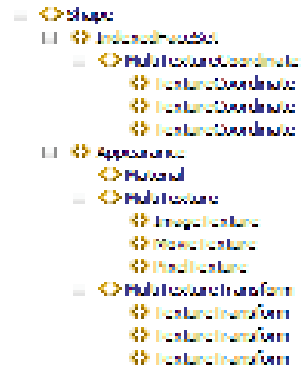 Shape
IndexedFaceSet
MultiTextureCoordinate
TextureCoordinate
TextureCoordinate
TextureCoordinate
Appearance
Material
MultiTexture
ImageTexture
MovieTexture
PixelTexture
MultiTextureTransform
TextureTransform
TextureTransform
TextureTransform